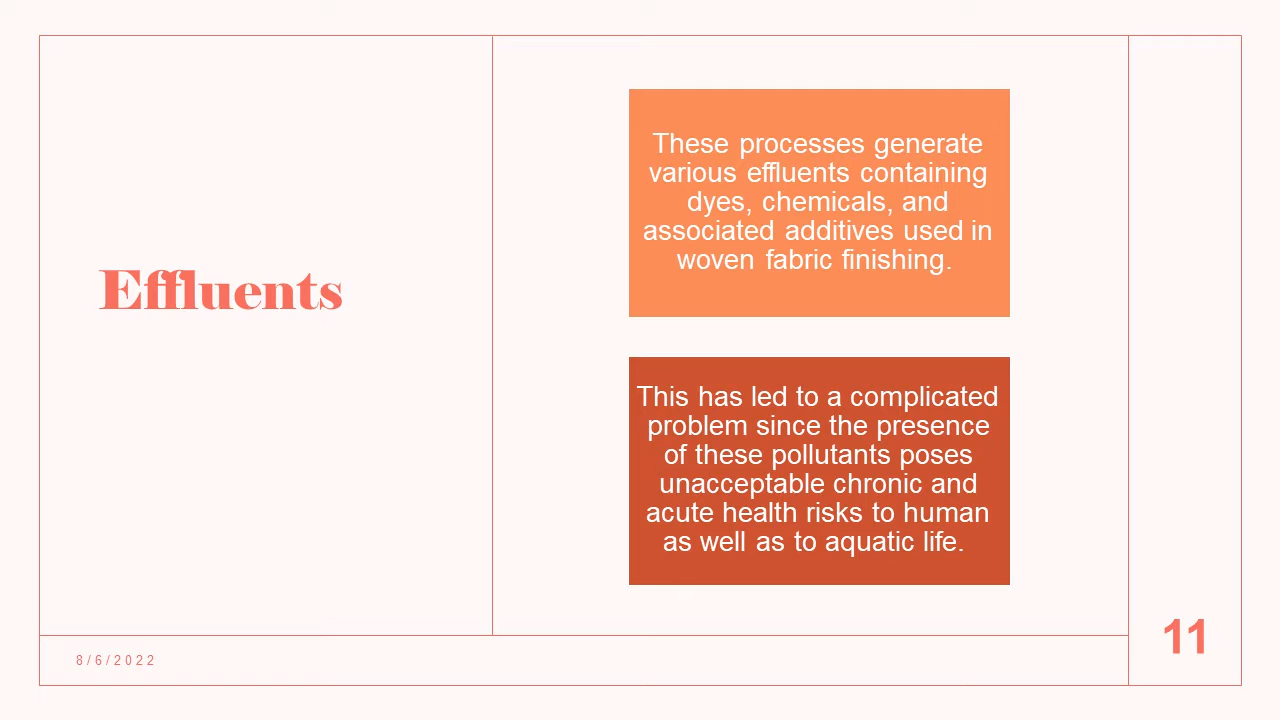 Effluents
These processes generate
various effluents containing
dyes, chemicals, and
associated additives used in
woven fabric finishing.
This has led to a complicated
problem since the presence
of these pollutants poses
unacceptable chronic and
acute health risks to human
as well as to aquatic life.
8/6/2022
11